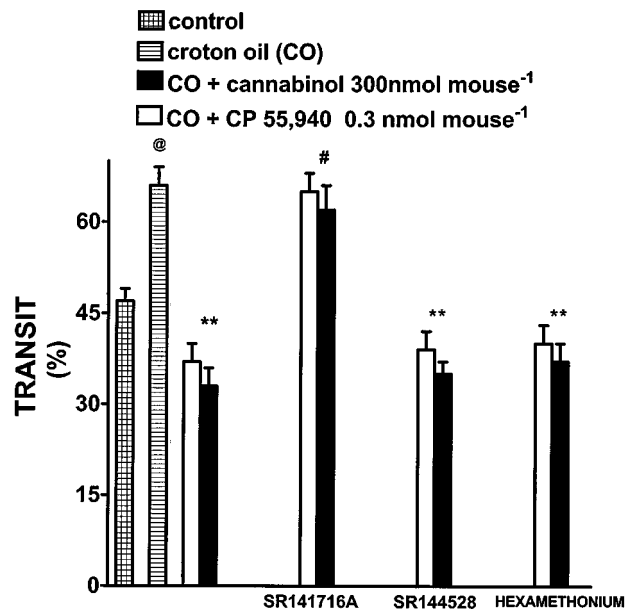 control
croton oil (CO)
CO + cannabinol 300nmol mouse⁻¹
CO + CP 55,940 0.3 nmol mouse⁻¹
@
#
60
45
**
**
**
TRANSIT
(%)
30
15
0
SR141716A SR144528 HEXAMETHONIUM